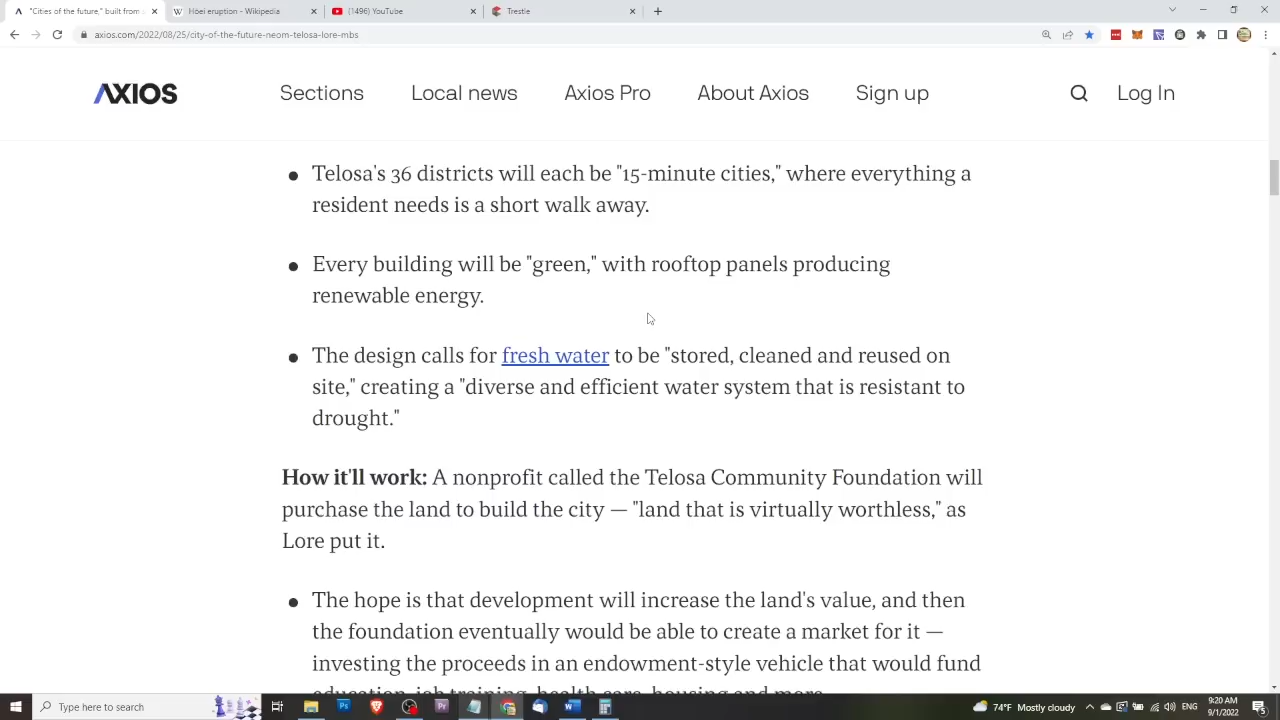 "Cities of the future," built from
Hōei eruption - Wikipedia
(1496) YouTube
Trestle
axios.com/2022/08/25/city-of-the-future-neom-telosa-lore-mbs
AXIOS
Sections
Local news
Axios Pro
About Axios
Sign up
Log In
Telosa's 36 districts will each be "15-minute cities," where everything a
resident needs is a short walk away.
Every building will be "green," with rooftop panels producing
renewable energy.
The design calls for fresh water to be "stored, cleaned and reused on
site," creating a "diverse and efficient water system that is resistant to
drought."
How it'll work: A nonprofit called the Telosa Community Foundation will
purchase the land to build the city — "land that is virtually worthless," as
Lore put it.
The hope is that development will increase the land's value, and then
the foundation eventually would be able to create a market for it —
investing the proceeds in an endowment-style vehicle that would fund
education, job training, health care, housing and more.
Type here to search
74°F Mostly cloudy
9:20 AM
9/1/2022